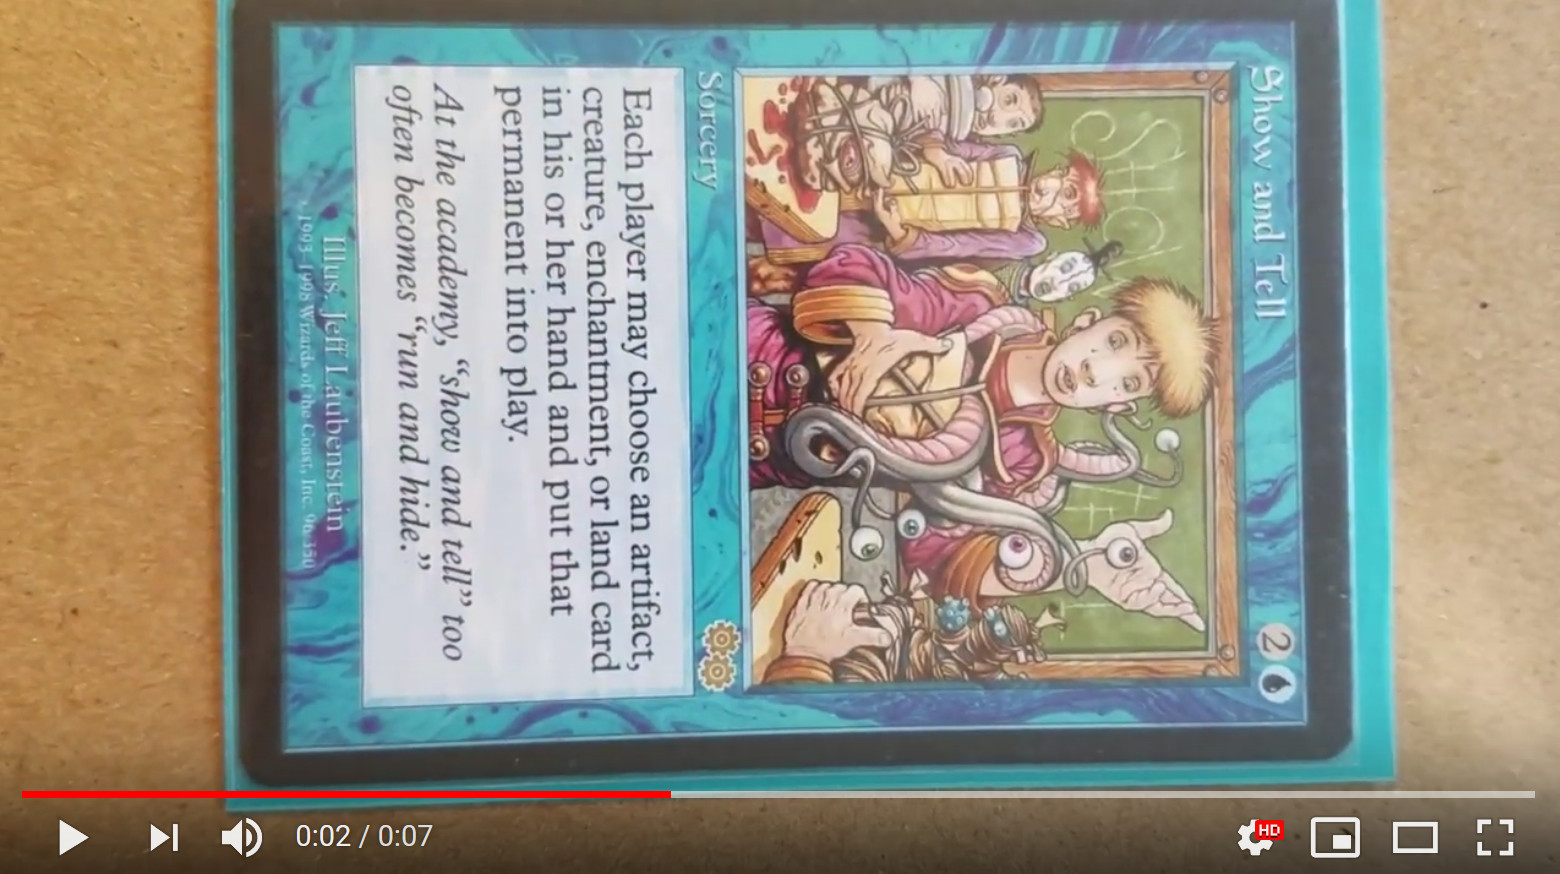 Show and Tell
2
SHOW
TE
Sorcery
Each player may choose an artifact,
creature, enchantment, or land card
in his or her hand and put that
permanent into play.
At the academy, “show and tell” too
often becomes “run and hide.”
Illus. Jeff Laubenstein
1993–1998 Wizards of the Coast, Inc. 96/350
0:02 / 0:07
HD